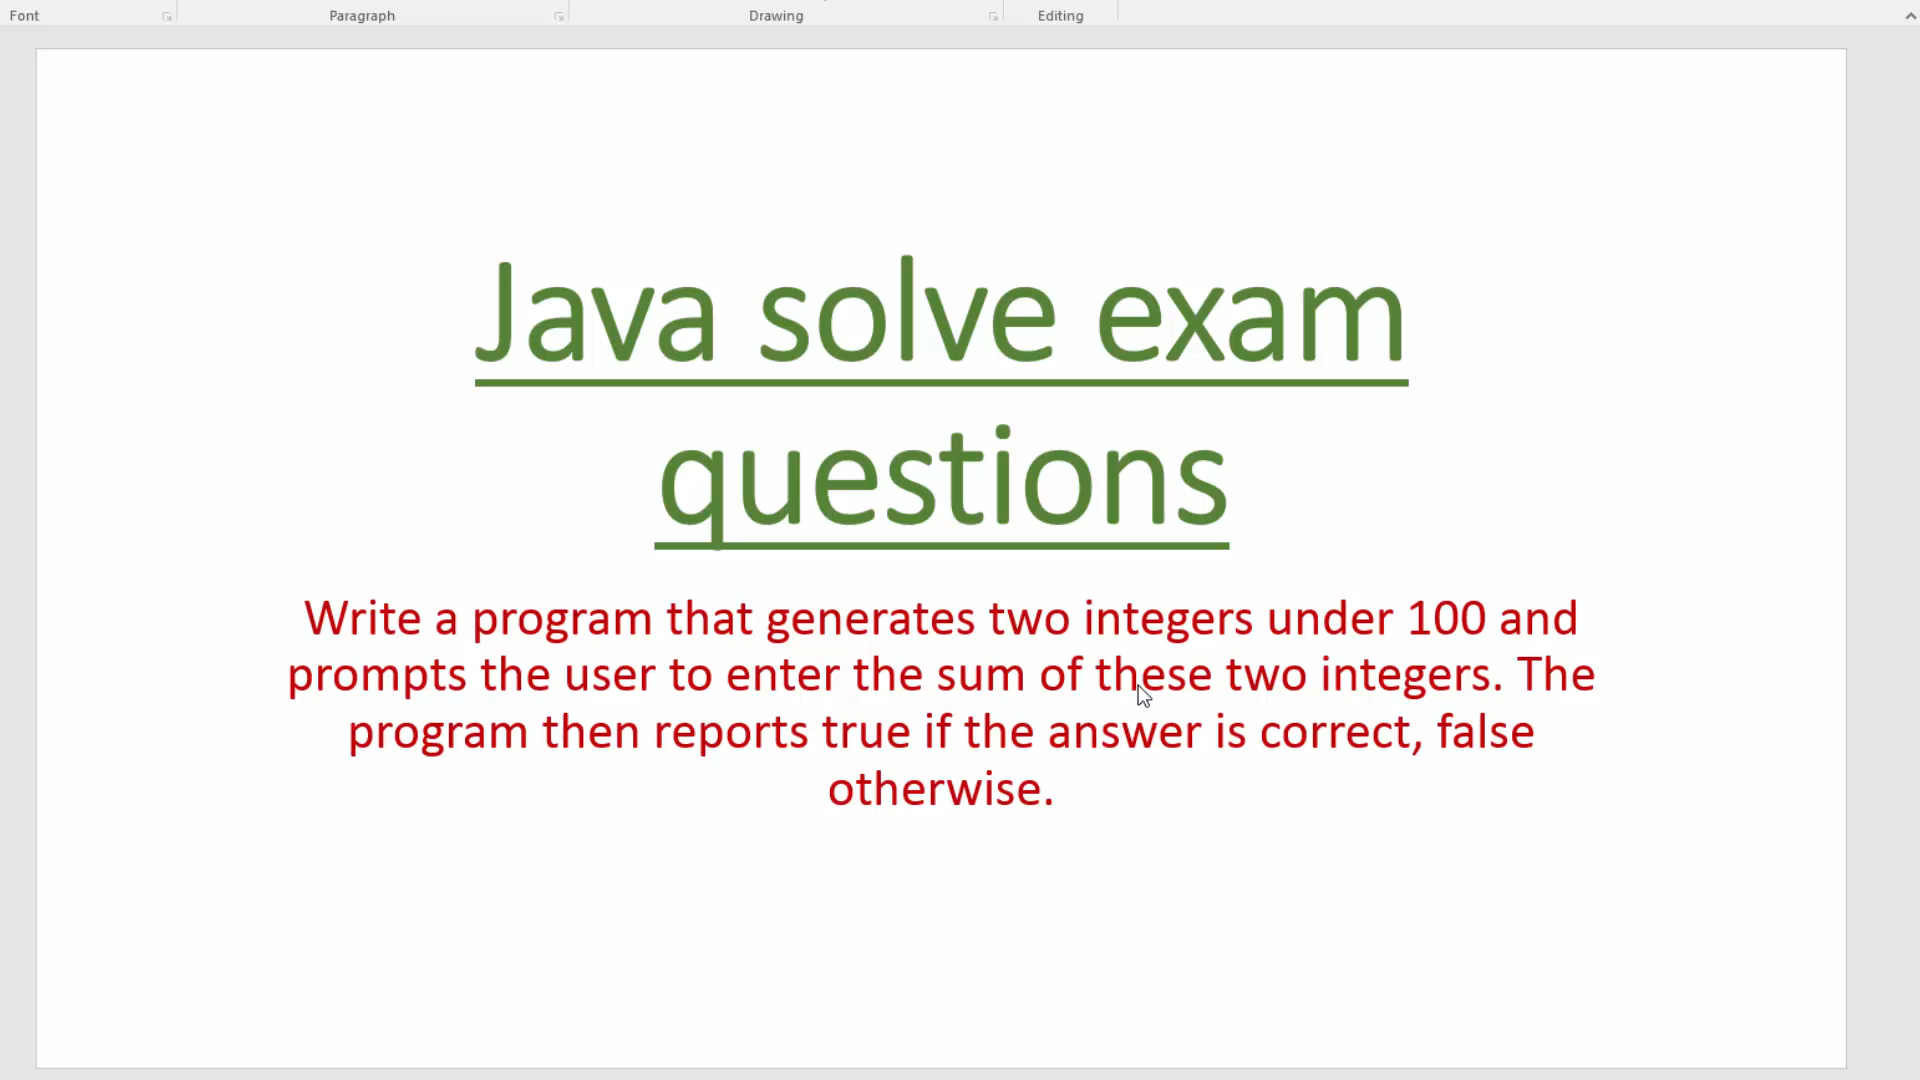 Font Paragraph Drawing Editing
Java solve exam
questions
Write a program that generates two integers under 100 and
prompts the user to enter the sum of these two integers. The
program then reports true if the answer is correct, false
otherwise.